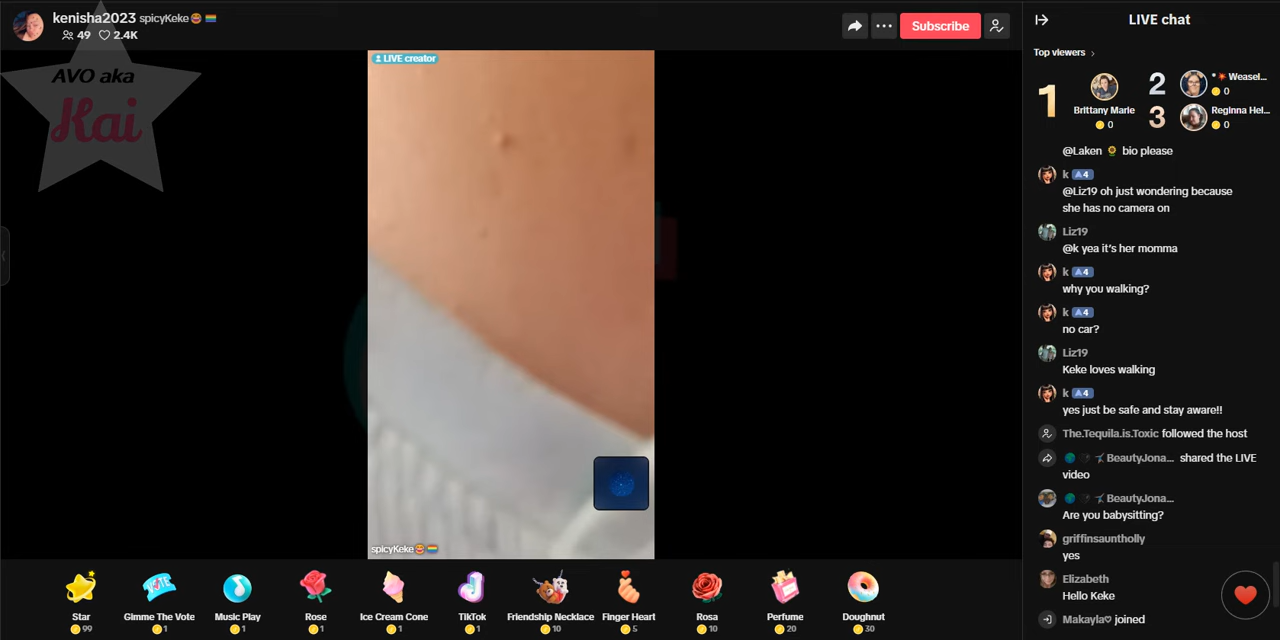 kenisha2023 spicyKeke
49 2.4K
AVO aka
Kai
Subscribe
LIVE creator
spicyKeke
Star
99
Gimme The Vote
1
Music Play
1
Rose
1
Ice Cream Cone
1
TikTok
1
Friendship Necklace
10
Finger Heart
5
Rosa
10
Perfume
20
Doughnut
30
LIVE chat
Top viewers
1
Brittany Marie
0
2
Weasel...
0
3
Reginna Hel...
0
@Laken 🌻 bio please
k 4
@Liz19 oh just wondering because
she has no camera on
Liz19
@k yea it's her momma
k 4
why you walking?
k 4
no car?
Liz19
Keke loves walking
k 4
yes just be safe and stay aware!!
The.Tequila.is.Toxic followed the host
BeautyJona... shared the LIVE
video
BeautyJona...
Are you babysitting?
griffinsauntholly
yes
Elizabeth
Hello Keke
Makayla♡ joined